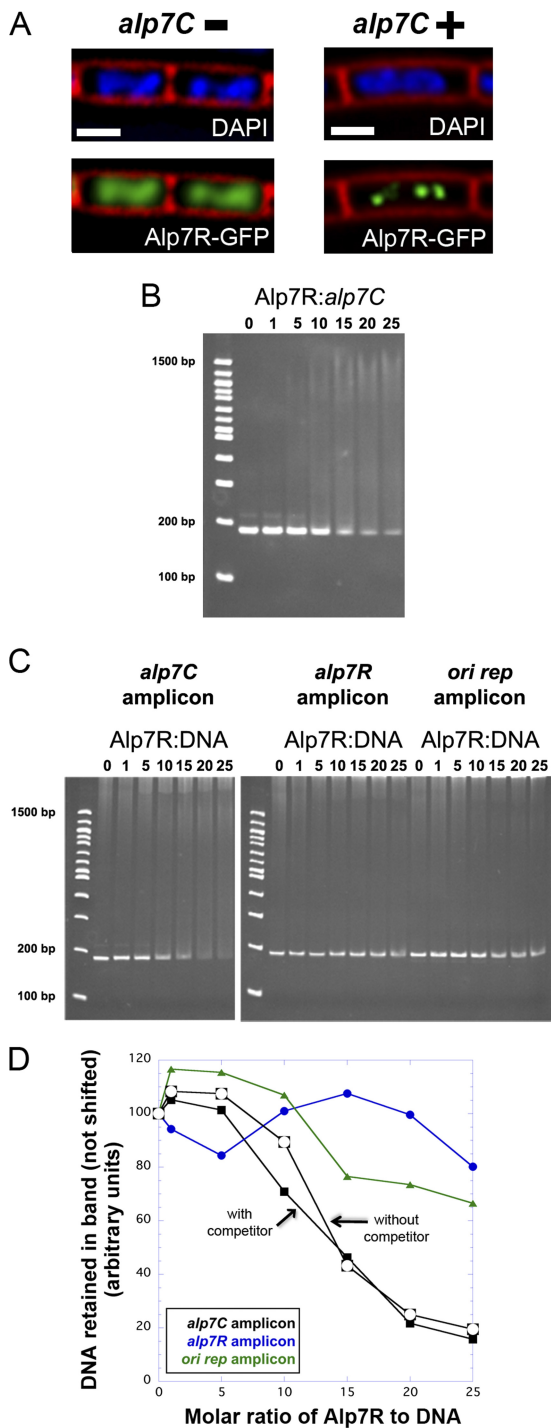 A
alp7C − alp7C +
DAPI DAPI
Alp7R-GFP Alp7R-GFP
B
Alp7R:alp7C
0 1 5 10 15 20 25
1500 bp
200 bp
100 bp
C
alp7C amplicon alp7R amplicon ori rep amplicon
Alp7R:DNA Alp7R:DNA Alp7R:DNA
0 1 5 10 15 20 25 0 1 5 10 15 20 25 0 1 5 10 15 20 25
1500 bp
200 bp
100 bp
D
DNA retained in band (not shifted)
(arbitrary units)
120
100
80
60
40
20
0
with competitor
without competitor
alp7C amplicon
alp7R amplicon
ori rep amplicon
0 5 10 15 20 25
Molar ratio of Alp7R to DNA